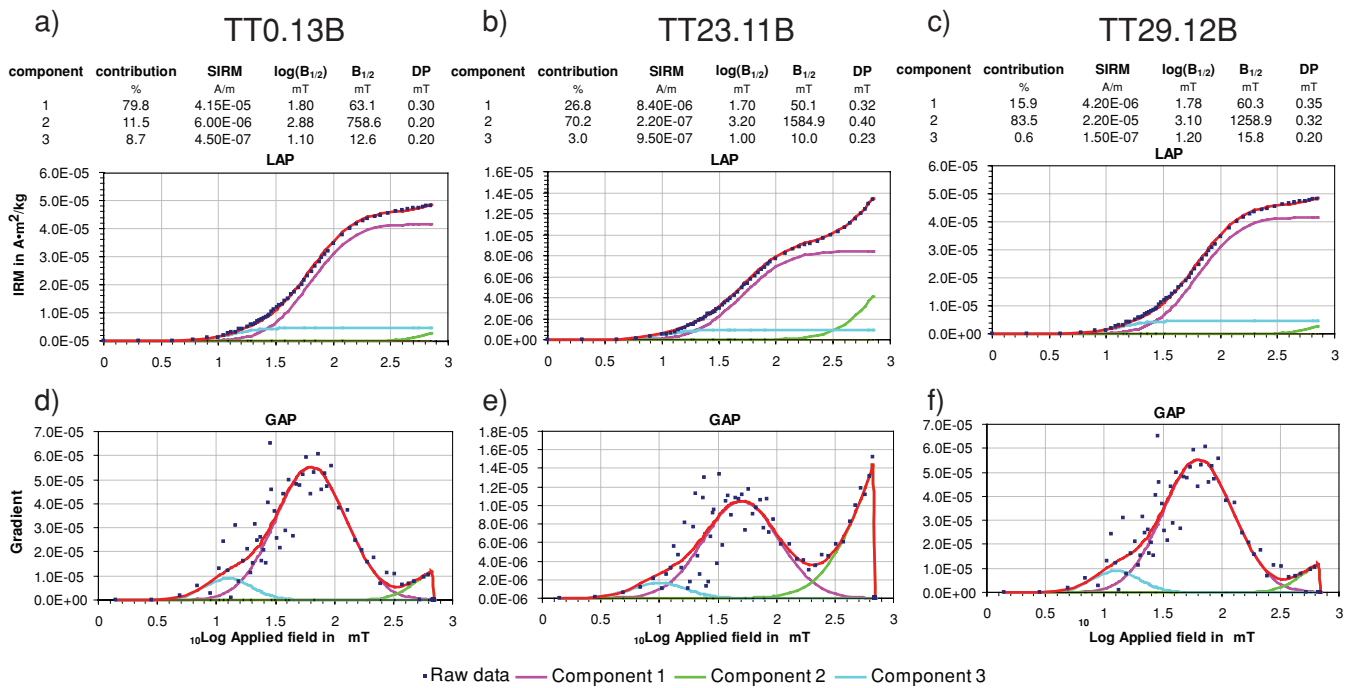 a) TT0.13B
component contribution SIRM log(B1/2) B1/2 DP
% A/m mT mT mT
1 79.8 4.15E-05 1.80 63.1 0.30
2 11.5 6.00E-06 2.88 758.6 0.20
3 8.7 4.50E-07 1.10 12.6 0.20
LAP
IRM in A•m²/kg
6.0E-05
5.0E-05
4.0E-05
3.0E-05
2.0E-05
1.0E-05
0.0E-05
0 0.5 1 1.5 2 2.5 3
b) TT23.11B
component contribution SIRM log(B1/2) B1/2 DP
% A/m mT mT mT
1 26.8 8.40E-06 1.70 50.1 0.32
2 70.2 2.20E-07 3.20 1584.9 0.40
3 3.0 9.50E-07 1.00 10.0 0.23
LAP
1.6E-05
1.4E-05
1.2E-05
1.0E-05
8.0E-06
6.0E-06
4.0E-06
2.0E-06
0.0E+00
0 0.5 1 1.5 2 2.5 3
c) TT29.12B
component contribution SIRM log(B1/2) B1/2 DP
% A/m mT mT mT
1 15.9 4.20E-06 1.78 60.3 0.35
2 83.5 2.20E-05 3.10 1258.9 0.32
3 0.6 1.50E-07 1.20 15.8 0.20
LAP
6.0E-05
5.0E-05
4.0E-05
3.0E-05
2.0E-05
1.0E-05
0.0E+00
0 0.5 1 1.5 2 2.5 3
d)
GAP
Gradient
7.0E-05
6.0E-05
5.0E-05
4.0E-05
3.0E-05
2.0E-05
1.0E-05
0.0E+00
0 0.5 1 1.5 2 2.5 3
10Log Applied field in mT
e)
GAP
1.8E-05
1.6E-05
1.4E-05
1.2E-05
1.0E-05
8.0E-06
6.0E-06
4.0E-06
2.0E-06
0.0E-06
0 0.5 1 1.5 2 2.5 3
10Log Applied field in mT
f)
GAP
7.0E-05
6.0E-05
5.0E-05
4.0E-05
3.0E-05
2.0E-05
1.0E-05
0.0E+00
0 0.5 1 1.5 2 2.5 3
10
Log Applied field in mT
Raw data Component 1 Component 2 Component 3